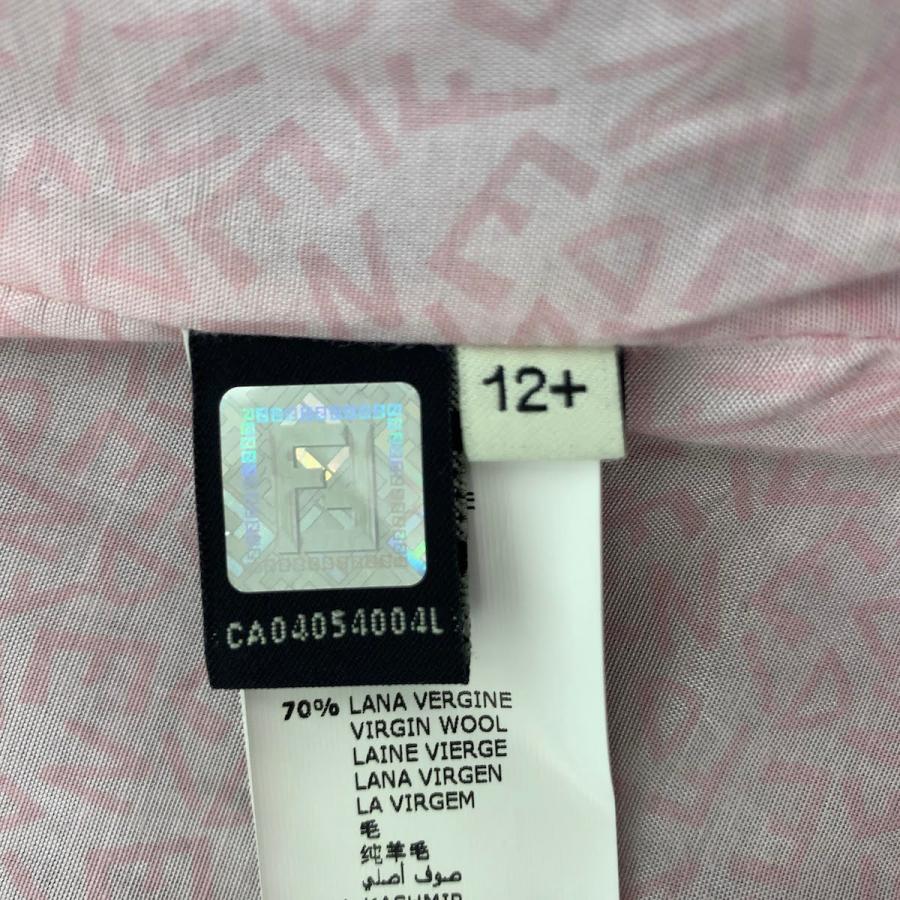 12+
CA04054004L
70% LANA VERGINE
VIRGIN WOOL
LAINE VIERGE
LANA VIRGEN
LA VIRGEM
毛
纯羊毛
صوف أصلي
KASHMIR